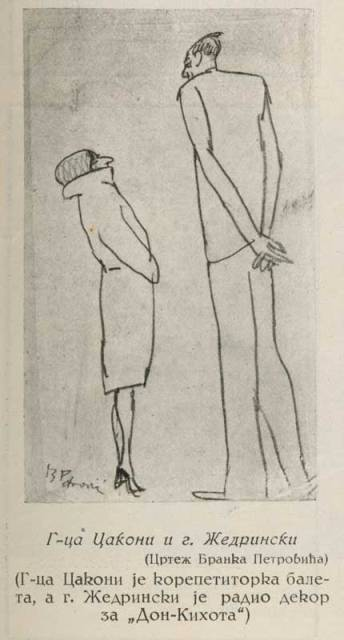 B Petrović
Г-ца Цакони и г. Жедрински
(Цртеж Бранка Петровића)
(Г-ца Цакони је корепетиторка бале-
та, а г. Жедрински је радио декор
за „Дон-Кихота“)